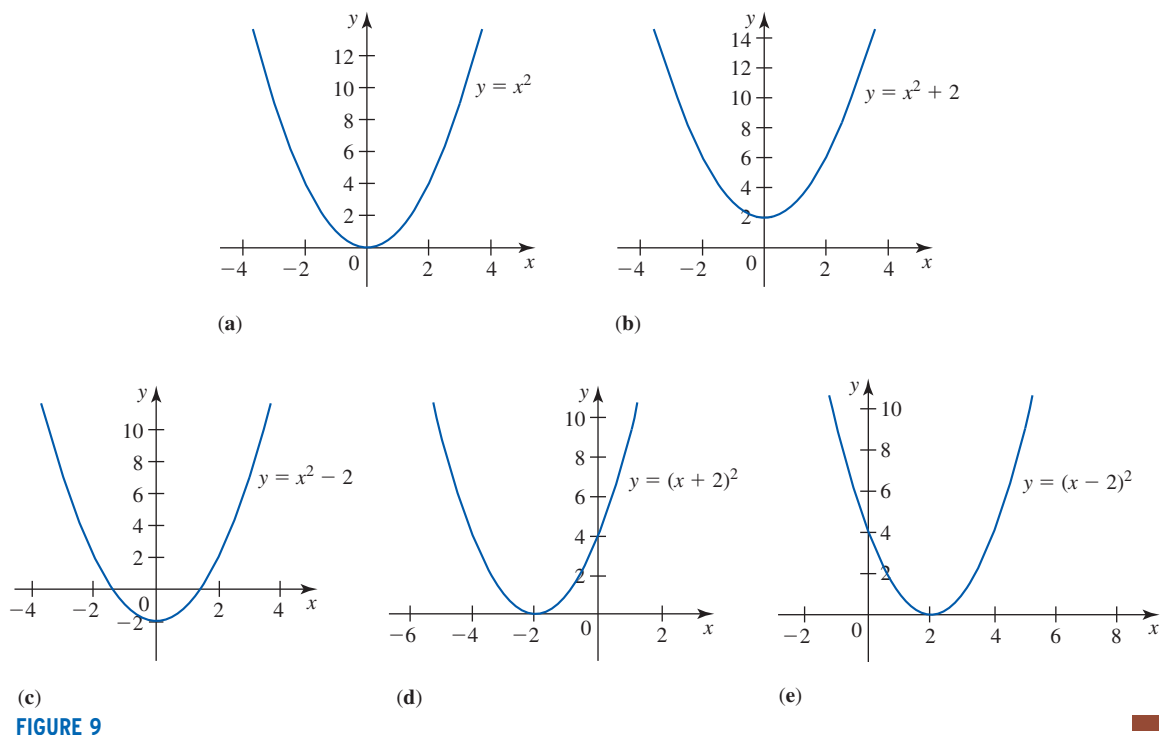 y
12
10
8
6
4
2
y = x²
−4 −2 0 2 4 x
(a)
y
14
12
10
8
6
4
2
y = x² + 2
−4 −2 0 2 4 x
(b)
y
10
8
6
4
2
y = x² − 2
−4 −2 0 2 4 x
−2
(c)
y
10
8
6
4
2
y = (x + 2)²
−6 −4 −2 0 2 x
(d)
y
10
8
6
4
2
y = (x − 2)²
−2 0 2 4 6 8 x
(e)
FIGURE 9